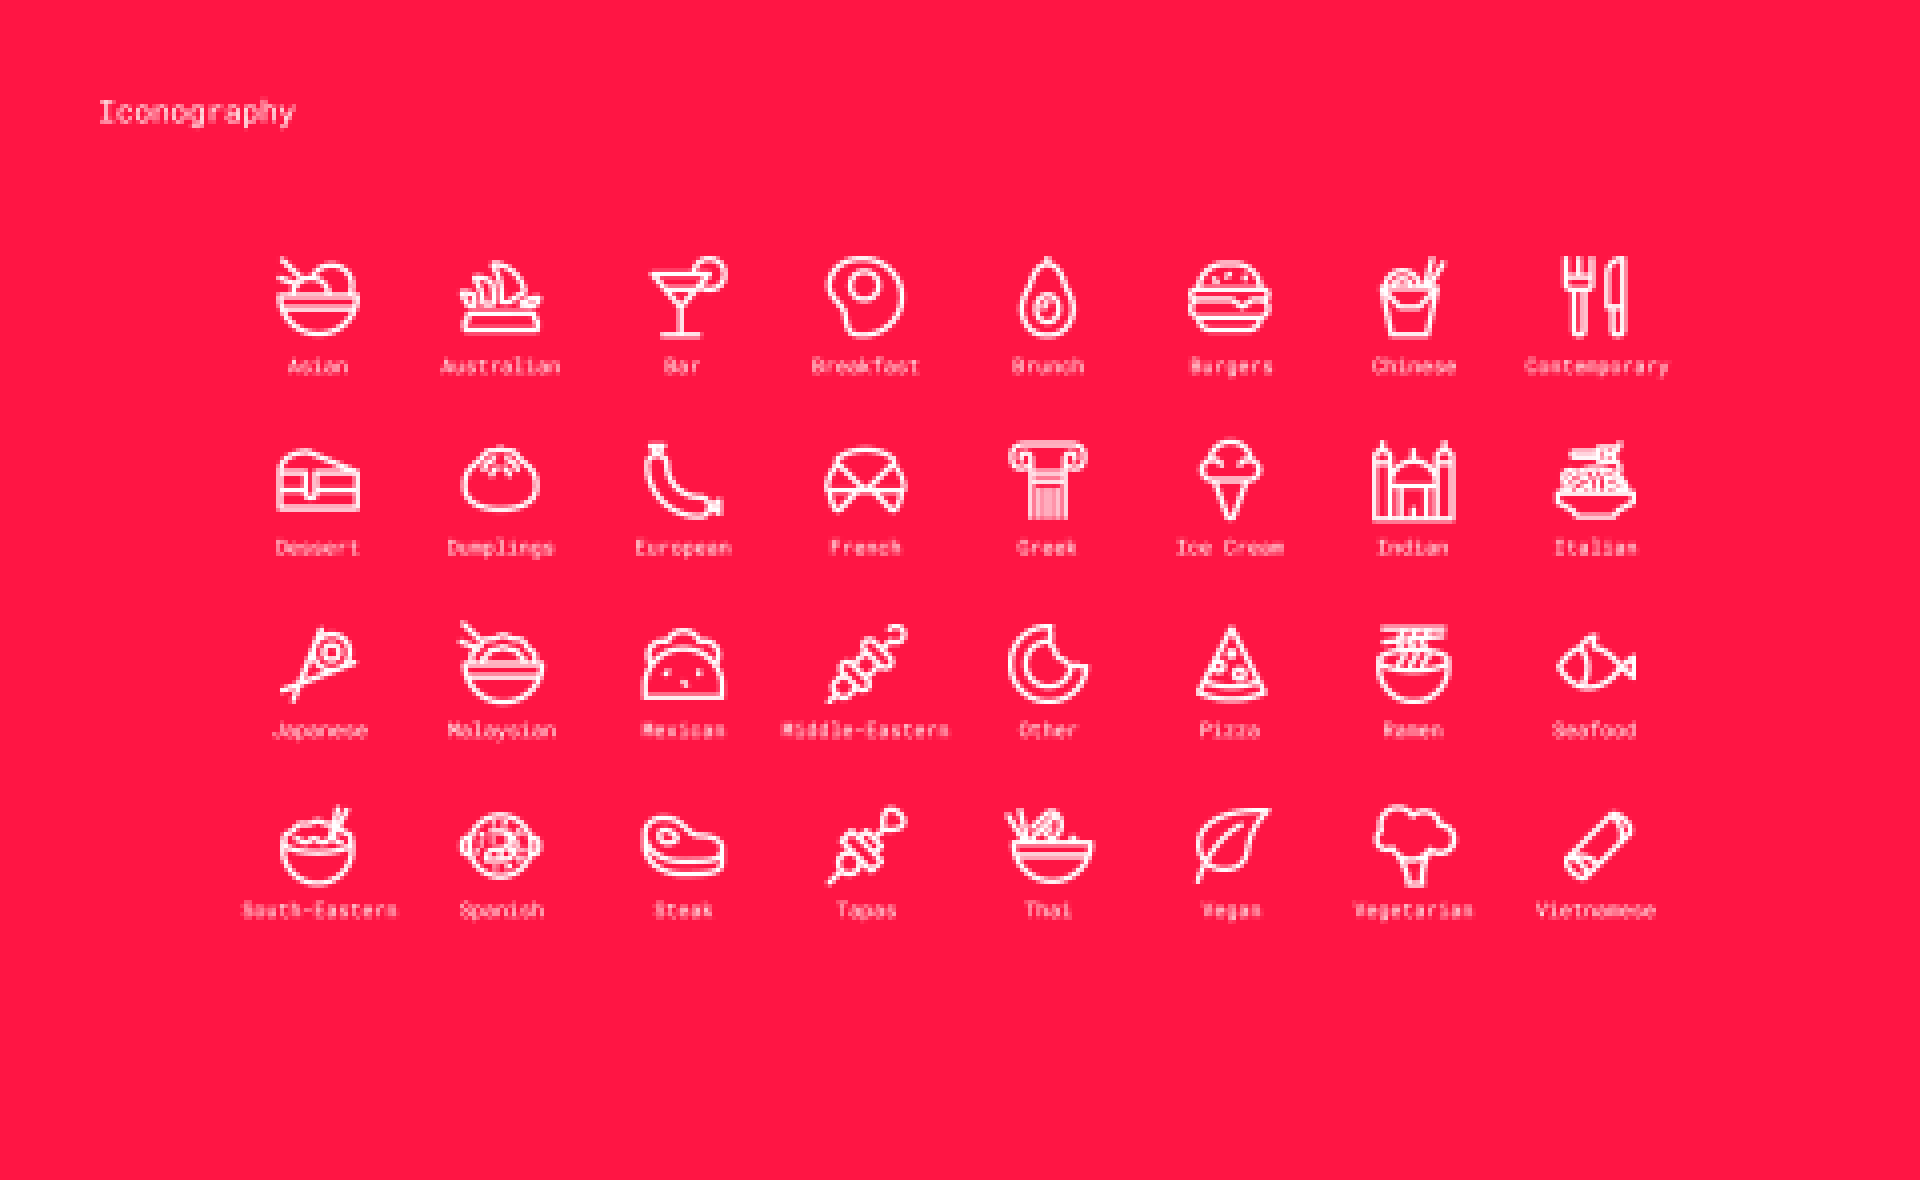 Iconography
Asian Australian Bar Breakfast Brunch Burgers Chinese Contemporary
Dessert Dumplings European French Greek Ice Cream Indian Italian
Japanese Malaysian Mexican Middle-Eastern Other Pizza Ramen Seafood
South-Eastern Spanish Steak Tapas Thai Vegan Vegetarian Vietnamese